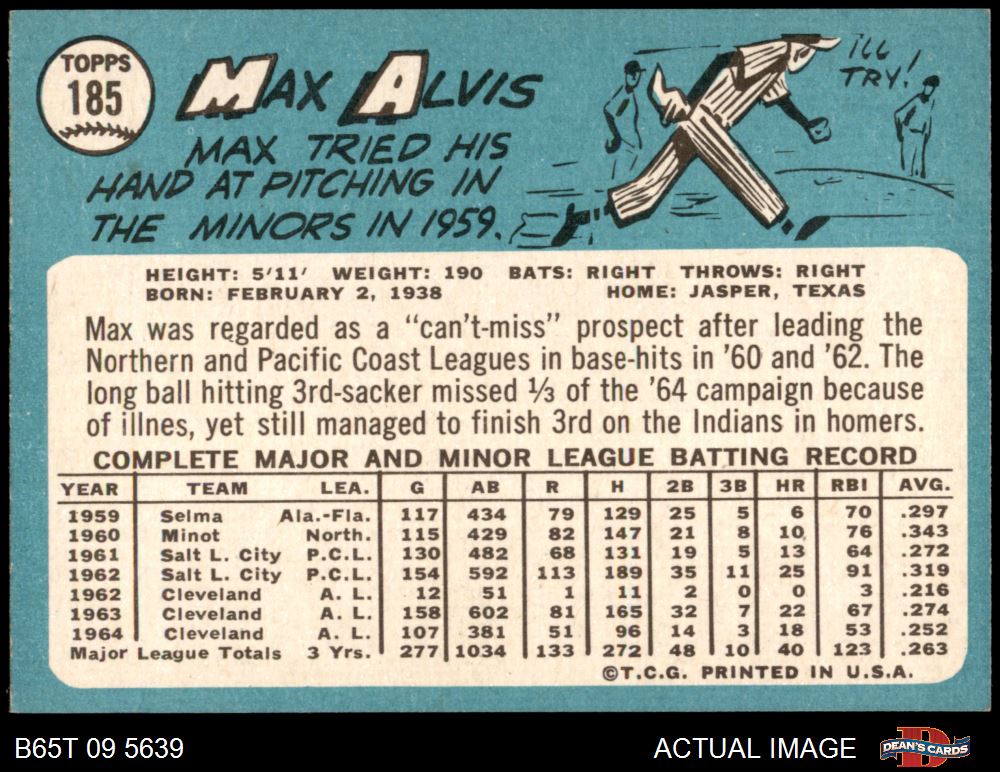 TOPPS
185
MAX ALVIS
MAX TRIED HIS
HAND AT PITCHING IN
THE MINORS IN 1959.
I'LL
TRY!
HEIGHT: 5'11' WEIGHT: 190 BATS: RIGHT THROWS: RIGHT
BORN: FEBRUARY 2, 1938 HOME: JASPER, TEXAS
Max was regarded as a "can't-miss" prospect after leading the
Northern and Pacific Coast Leagues in base-hits in '60 and '62. The
long ball hitting 3rd-sacker missed ⅓ of the '64 campaign because
of illnes, yet still managed to finish 3rd on the Indians in homers.
COMPLETE MAJOR AND MINOR LEAGUE BATTING RECORD
YEAR TEAM LEA. G AB R H 2B 3B HR RBI AVG.
1959 Selma Ala.-Fla. 117 434 79 129 25 5 6 70 .297
1960 Minot North. 115 429 82 147 21 8 10 76 .343
1961 Salt L. City P.C.L. 130 482 68 131 19 5 13 64 .272
1962 Salt L. City P.C.L. 154 592 113 189 35 11 25 91 .319
1962 Cleveland A. L. 12 51 1 11 2 0 0 3 .216
1963 Cleveland A. L. 158 602 81 165 32 7 22 67 .274
1964 Cleveland A. L. 107 381 51 96 14 3 18 53 .252
Major League Totals 3 Yrs. 277 1034 133 272 48 10 40 123 .263
©T.C.G. PRINTED IN U.S.A.
B65T 09 5639 ACTUAL IMAGE
D
DEAN'S CARDS